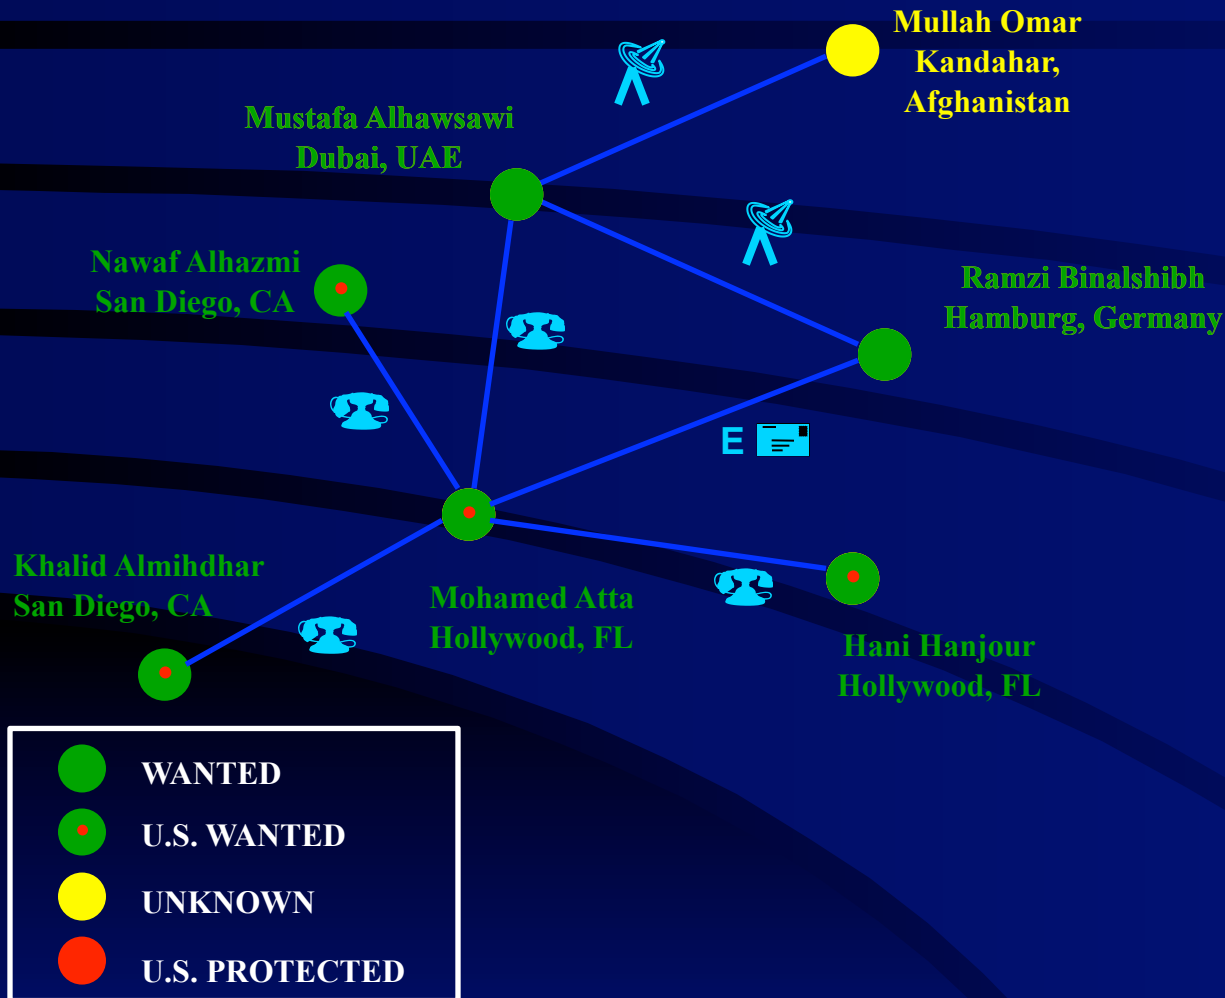 Mullah Omar
Kandahar,
Afghanistan
Mustafa Alhawsawi
Dubai, UAE
Nawaf Alhazmi
San Diego, CA
Ramzi Binalshibh
Hamburg, Germany
E
Khalid Almihdhar
San Diego, CA
Mohamed Atta
Hollywood, FL
Hani Hanjour
Hollywood, FL
WANTED
U.S. WANTED
UNKNOWN
U.S. PROTECTED